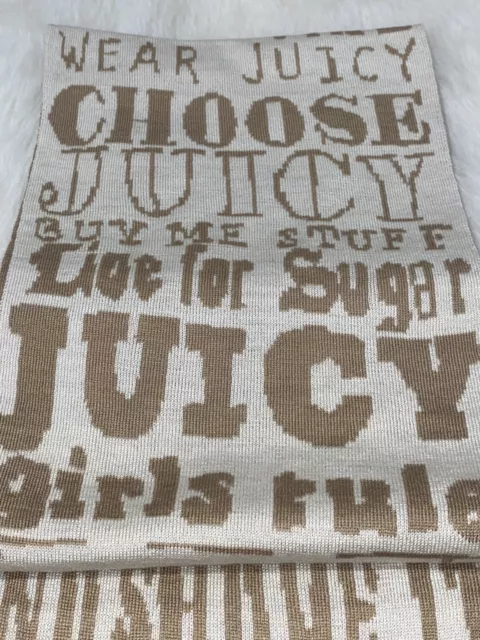 WEAR JUICY
CHOOSE
JUICY
BUY ME STUFF
Live for Sugar
JUICY
girls rule